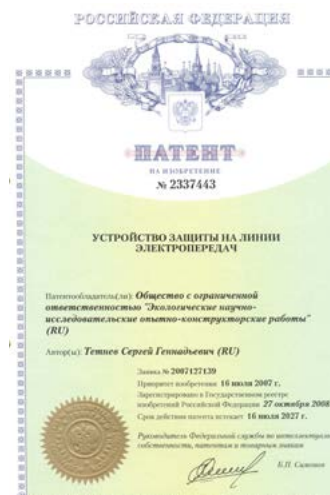 РОССИЙСКАЯ ФЕДЕРАЦИЯ
ПАТЕНТ
НА ИЗОБРЕТЕНИЕ
№ 2337443
УСТРОЙСТВО ЗАЩИТЫ НА ЛИНИИ
ЭЛЕКТРОПЕРЕДАЧ
Патентообладатель(ли): Общество с ограниченной
ответственностью "Экологические научно-
исследовательские опытно-конструкторские работы"
(RU)
Автор(ы): Тетнев Сергей Геннадьевич (RU)
Заявка № 2007127139
Приоритет изобретения 16 июля 2007 г.
Зарегистрировано в Государственном реестре
изобретений Российской Федерации 27 октября 2008
Срок действия патента истекает 16 июля 2027 г.
Руководитель Федеральной службы по интеллектуаль
собственности, патентам и товарным знакам
Б.П. Симонов